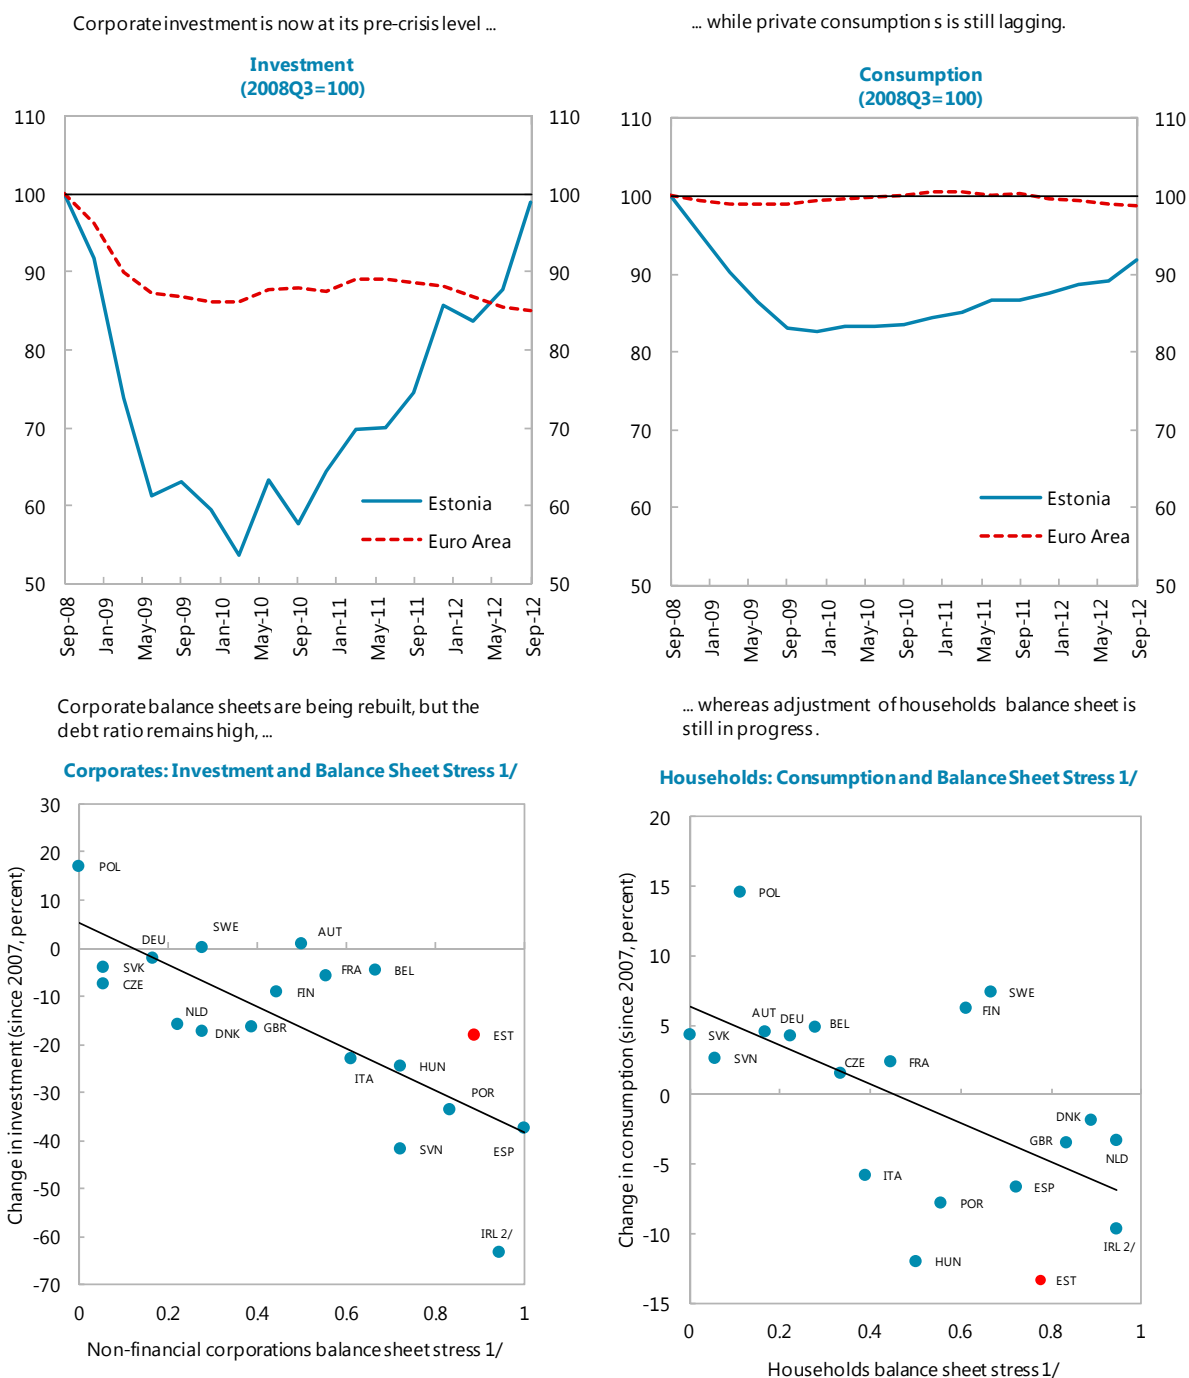 Corporate investment is now at its pre-crisis level ...
Investment
(2008Q3=100)
110
100
90
80
70
60
50
110
100
90
80
70
60
50
Estonia
Euro Area
Sep-08
Jan-09
May-09
Sep-09
Jan-10
May-10
Sep-10
Jan-11
May-11
Sep-11
Jan-12
May-12
Sep-12
... while private consumption s is still lagging.
Consumption
(2008Q3=100)
110
100
90
80
70
60
50
110
100
90
80
70
60
50
Estonia
Euro Area
Sep-08
Jan-09
May-09
Sep-09
Jan-10
May-10
Sep-10
Jan-11
May-11
Sep-11
Jan-12
May-12
Sep-12
Corporate balance sheets are being rebuilt, but the
debt ratio remains high, ...
Corporates: Investment and Balance Sheet Stress 1/
Change in investment (since 2007, percent)
30
20
10
0
-10
-20
-30
-40
-50
-60
-70
POL
DEU
SWE
AUT
SVK
CZE
FRA
BEL
FIN
NLD
DNK
GBR
EST
ITA
HUN
POR
SVN
ESP
IRL 2/
0
0.2
0.4
0.6
0.8
1
Non-financial corporations balance sheet stress 1/
... whereas adjustment of households balance sheet is
still in progress.
Households: Consumption and Balance Sheet Stress 1/
Change in consumption (since 2007, percent)
20
15
10
5
0
-5
-10
-15
POL
SWE
FIN
AUT
DEU
BEL
SVK
SVN
CZE
FRA
DNK
GBR
NLD
ITA
ESP
POR
IRL 2/
HUN
EST
0
0.2
0.4
0.6
0.8
1
Households balance sheet stress 1/